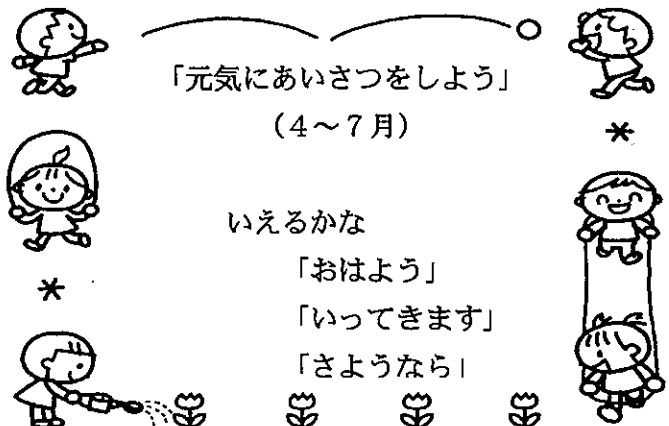 「元気にあいさつをしよう」
（4～7月）
いえるかな
「おはよう」
「いってきます」
「さようなら」